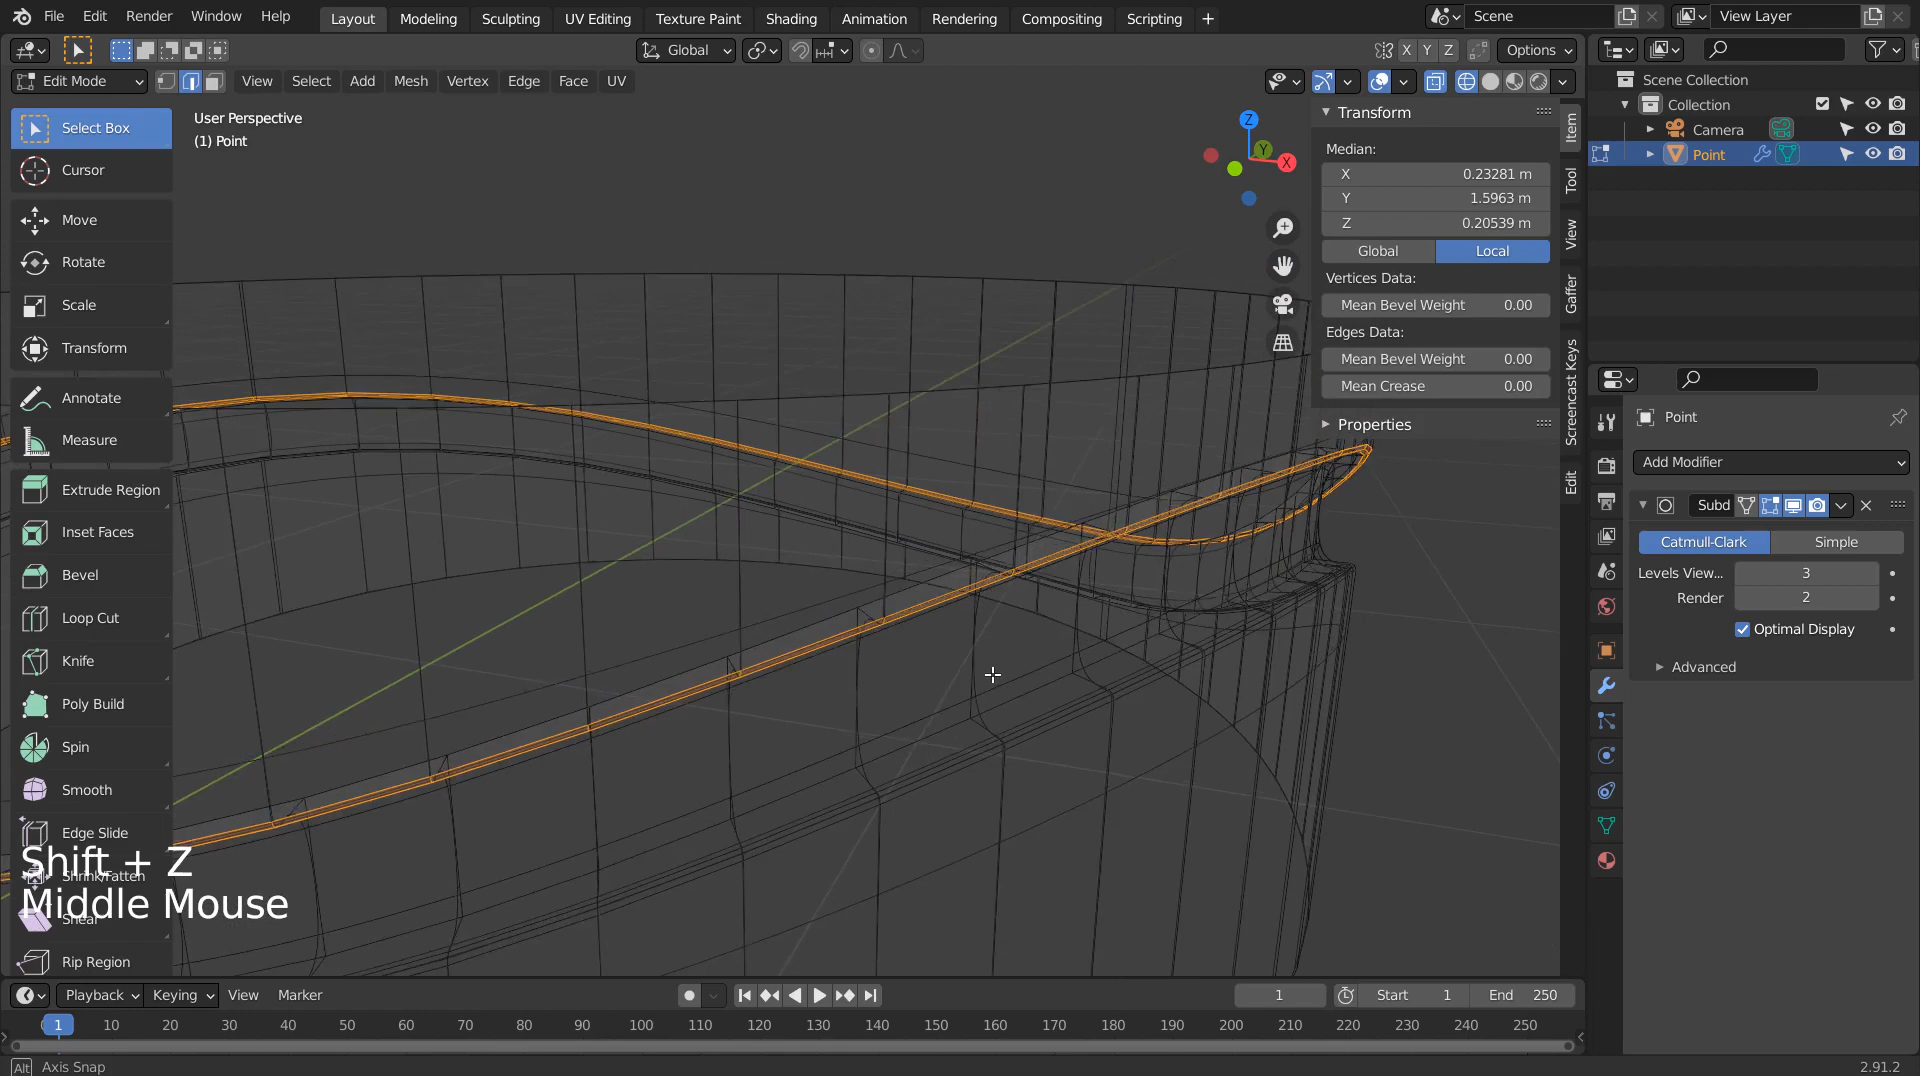 File Edit Render Window Help Layout Modeling Sculpting UV Editing Texture Paint Shading Animation Rendering Compositing Scripting + Scene View Layer
Global X Y Z Options
Edit Mode View Select Add Mesh Vertex Edge Face UV
Select Box
Cursor
Move
Rotate
Scale
Transform
Annotate
Measure
Extrude Region
Inset Faces
Bevel
Loop Cut
Knife
Poly Build
Spin
Smooth
Edge Slide
Shrink/Fatten
Shear
Rip Region
User Perspective
(1) Point
Shift + Z
Middle Mouse
Z
Y
X
Transform
Median:
X 0.23281 m
Y 1.5963 m
Z 0.20539 m
Global Local
Vertices Data:
Mean Bevel Weight 0.00
Edges Data:
Mean Bevel Weight 0.00
Mean Crease 0.00
Properties
Item
Tool
View
Gaffer
Screencast Keys
Edit
Scene Collection
Collection
Camera
Point
Point
Add Modifier
Subd
Catmull-Clark Simple
Levels View... 3
Render 2
Optimal Display
Advanced
Playback Keying View Marker 1 Start 1 End 250
1 10 20 30 40 50 60 70 80 90 100 110 120 130 140 150 160 170 180 190 200 210 220 230 240 250
Alt Axis Snap 2.91.2